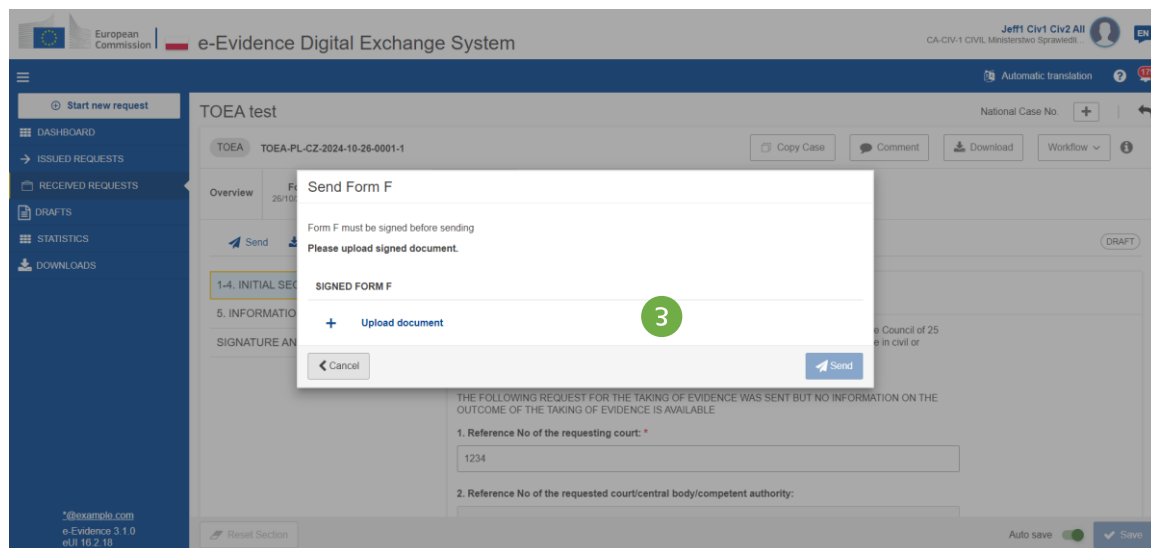 European
Commission
e-Evidence Digital Exchange System
Jeff1 Civ1 Civ2 All
CA-CIV-1 CIVIL Ministerstwo Sprawiedli...
EN
Automatic translation
Start new request
DASHBOARD
ISSUED REQUESTS
RECEIVED REQUESTS
DRAFTS
STATISTICS
DOWNLOADS
*@example.com
e-Evidence 3.1.0
eUI 16.2.18
TOEA test
National Case No.
TOEA TOEA-PL-CZ-2024-10-26-0001-1
Copy Case
Comment
Download
Workflow
Overview
Send
DRAFT
1-4. INITIAL SEC
5. INFORMATIO
SIGNATURE AN
Send Form F
Form F must be signed before sending
Please upload signed document.
SIGNED FORM F
+ Upload document
3
Cancel
Send
e Council of 25
e in civil or
THE FOLLOWING REQUEST FOR THE TAKING OF EVIDENCE WAS SENT BUT NO INFORMATION ON THE
OUTCOME OF THE TAKING OF EVIDENCE IS AVAILABLE
1. Reference No of the requesting court: *
1234
2. Reference No of the requested court/central body/competent authority:
Reset Section
Auto save
Save